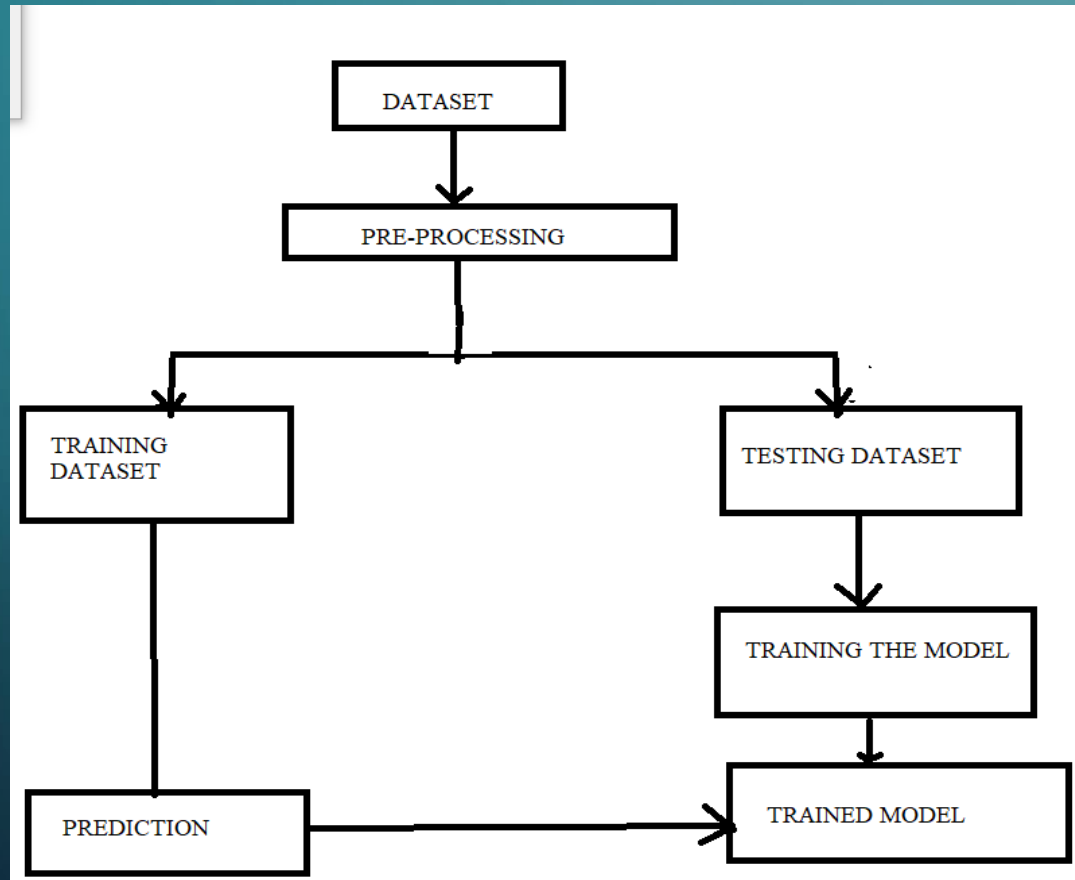 DATASET
PRE-PROCESSING
TRAINING
DATASET
TESTING DATASET
TRAINING THE MODEL
PREDICTION
TRAINED MODEL